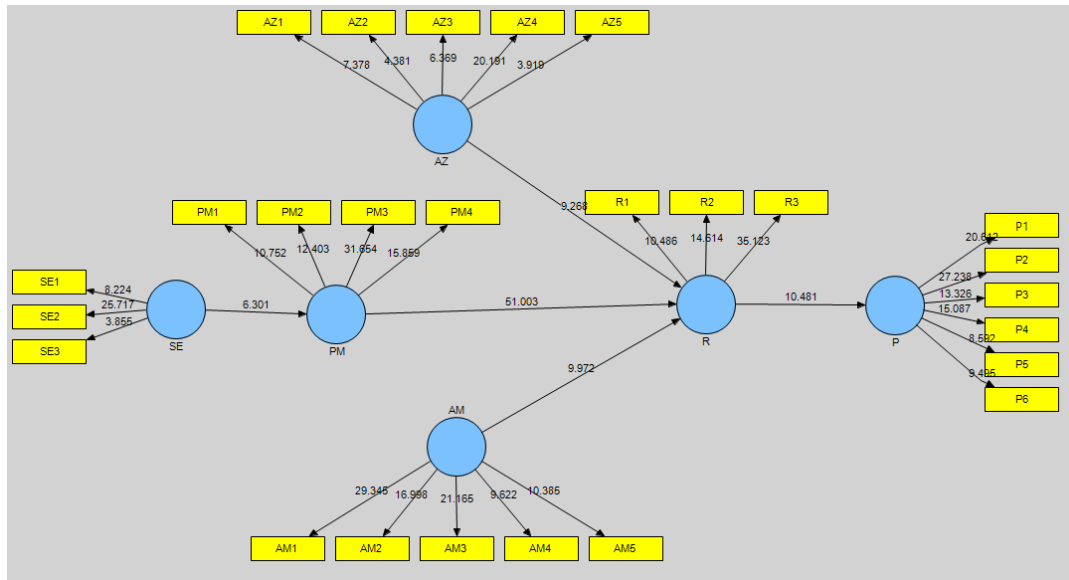 AZ1 AZ2 AZ3 AZ4 AZ5
7.378 4.381 6.369 20.191 3.919
AZ
9.268
PM1 PM2 PM3 PM4
10.752 12.403 31.654 15.859
R1 R2 R3
10.486 14.614 35.123
SE1
SE2
SE3
8.224
25.717
3.855
SE
6.301
PM
51.003
R
10.481
P
20.612
27.238
13.326
15.087
8.592
9.495
P1
P2
P3
P4
P5
P6
9.972
AM
29.345 16.998 21.165 9.622 10.385
AM1 AM2 AM3 AM4 AM5